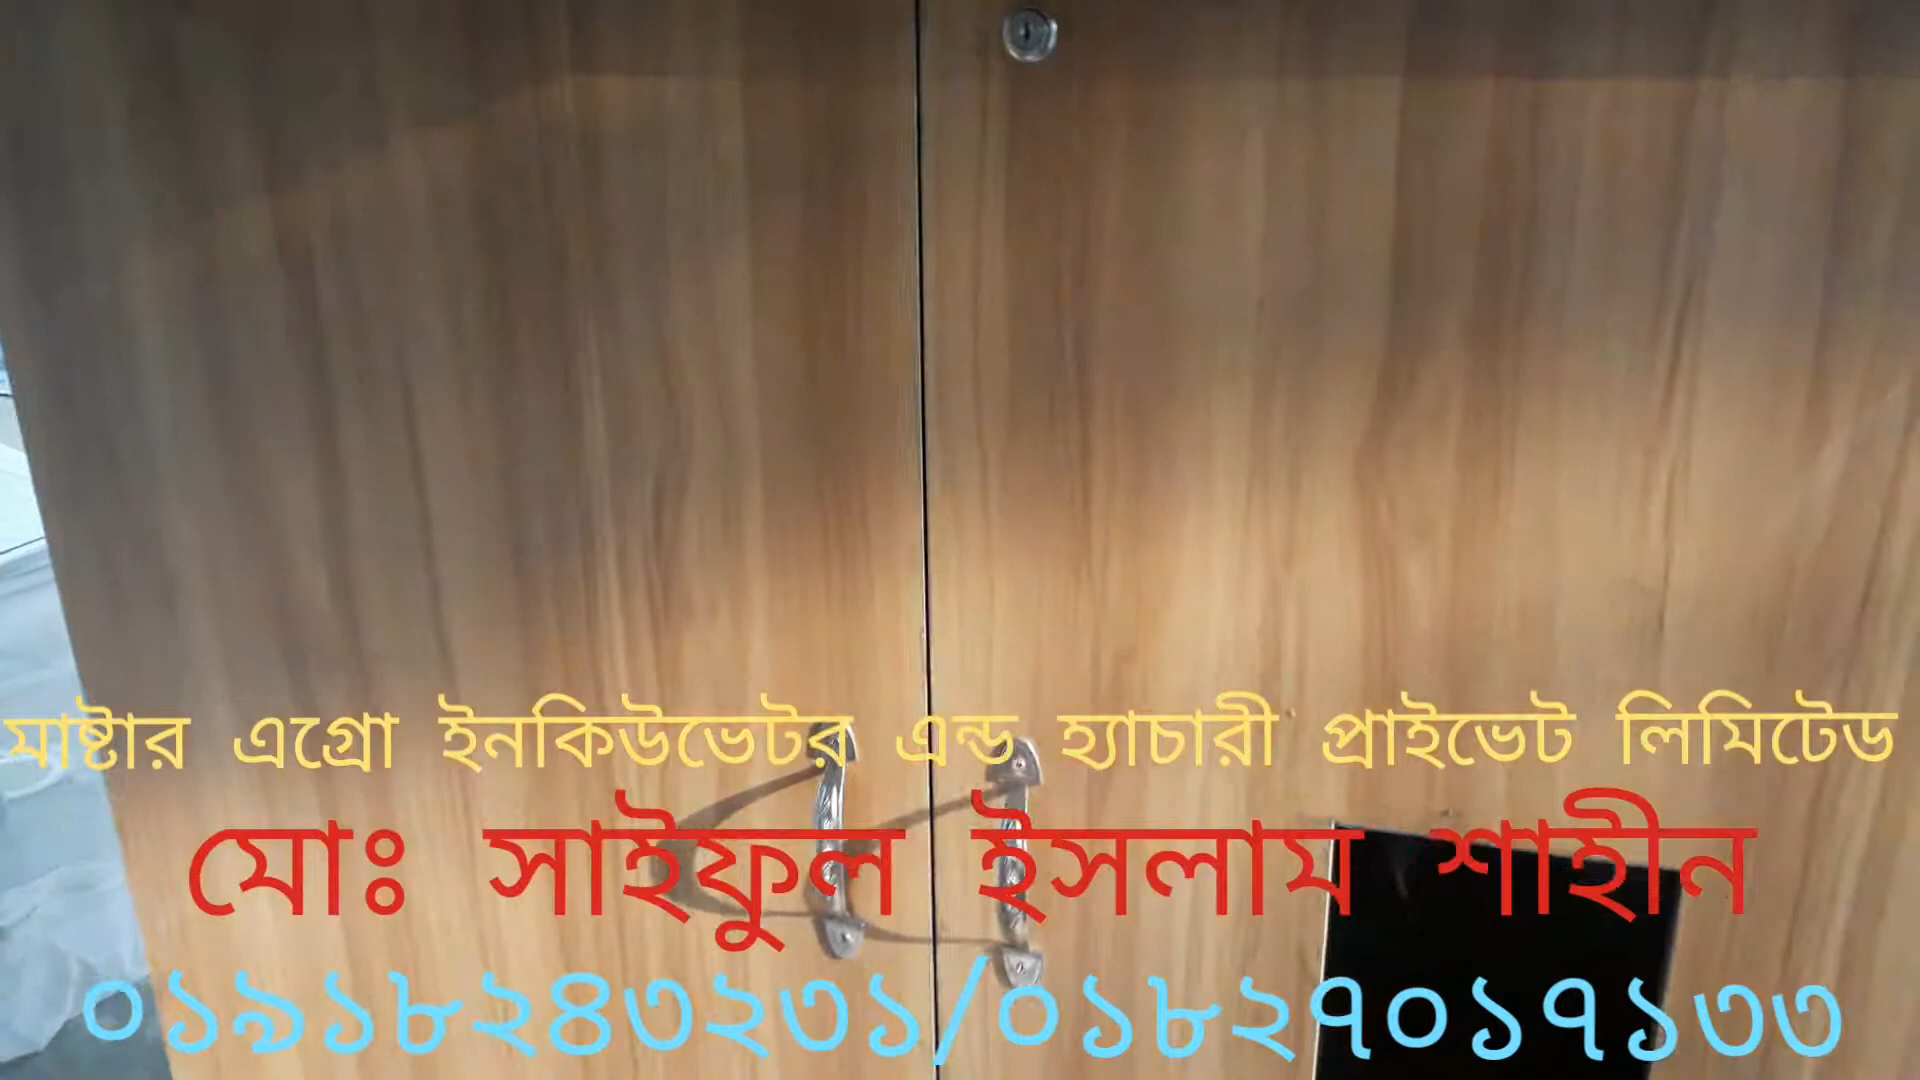 মাষ্টার এগ্রো ইনকিউভেটর এন্ড হ্যাচারী প্রাইভেট লিমিটেড
মোঃ সাইফুল ইসলাম শাহীন
০১৯১৮২৪৩২৩১/০১৮২৭০১৭১৩৩